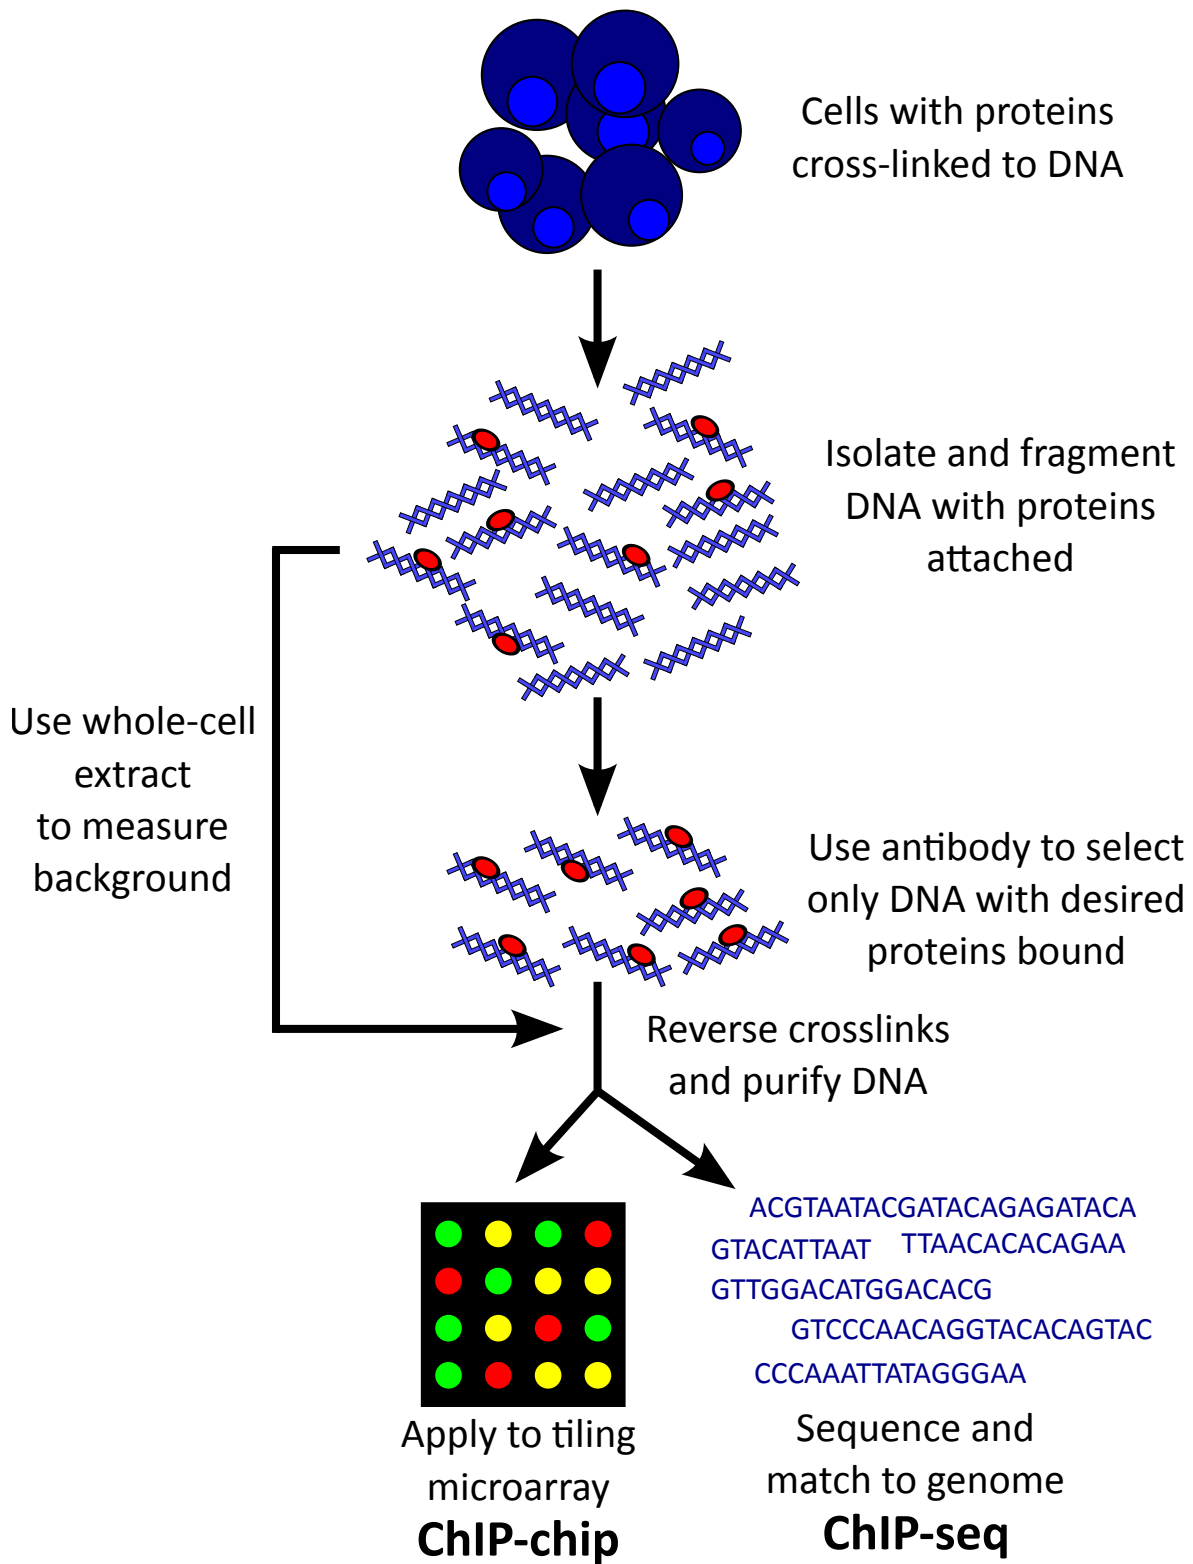 Cells with proteins
cross-linked to DNA
Isolate and fragment
DNA with proteins
attached
Use whole-cell
extract
to measure
background
Use antibody to select
only DNA with desired
proteins bound
Reverse crosslinks
and purify DNA
ACGTAATACGATACAGAGATACA
GTACATTAAT TTAACACACAGAA
GTTGGACATGGACACG
GTCCCAACAGGTACACAGTAC
CCCAAATTATAGGGAA
Apply to tiling
microarray
ChIP-chip
Sequence and
match to genome
ChIP-seq